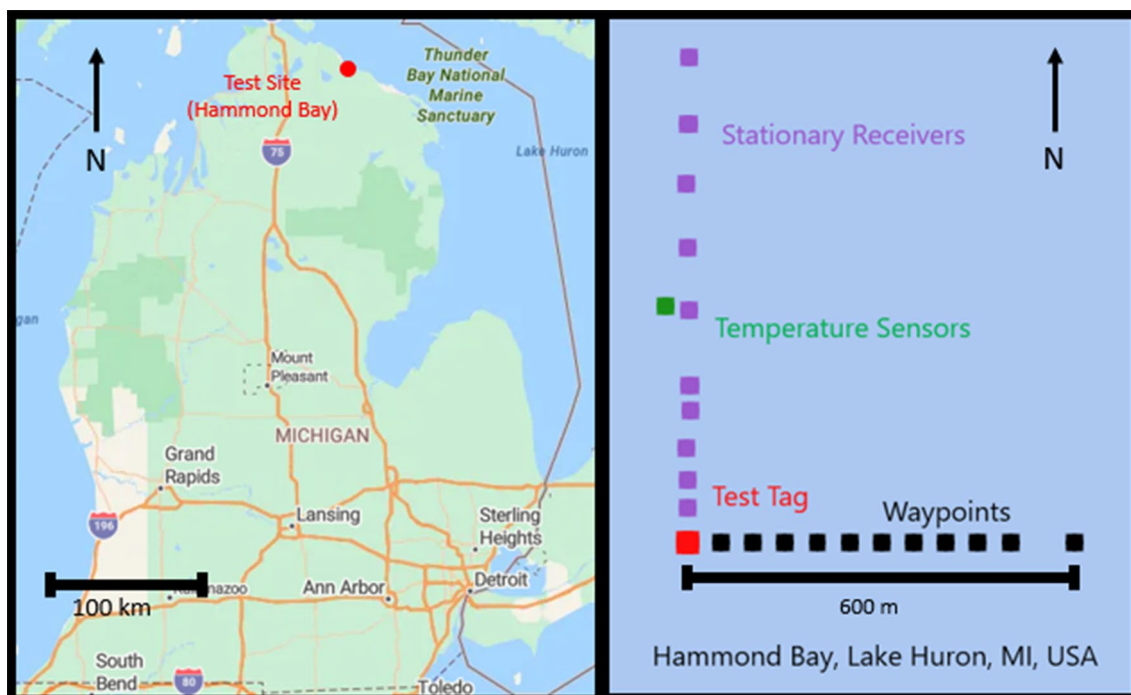 Thunder
Bay National
Marine
Sanctuary
Test Site
(Hammond Bay)
N
75
Lake Huron
gan
Mount
Pleasant
MICHIGAN
Grand
Rapids
196
Lansing
Sterling
Heights
Ann Arbor
Detroit
100 km
South
Bend
80
Toledo
Stationary Receivers
N
Temperature Sensors
Test Tag
Waypoints
600 m
Hammond Bay, Lake Huron, MI, USA